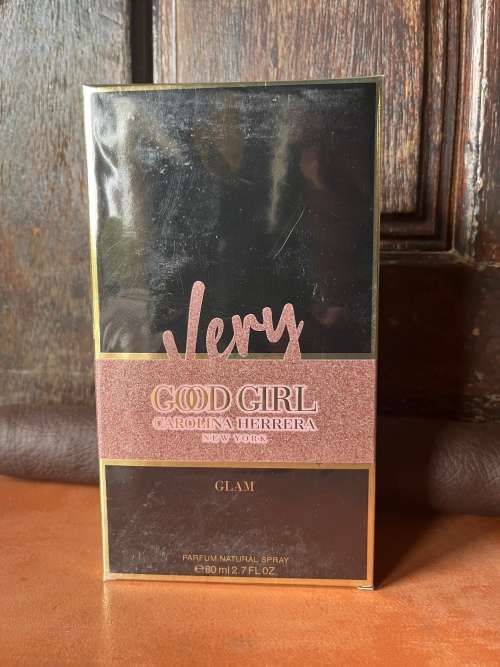 Very
GOOD GIRL
CAROLINA HERRERA
NEW YORK
GLAM
PARFUM NATURAL SPRAY
℮80 ml 2.7 FL OZ